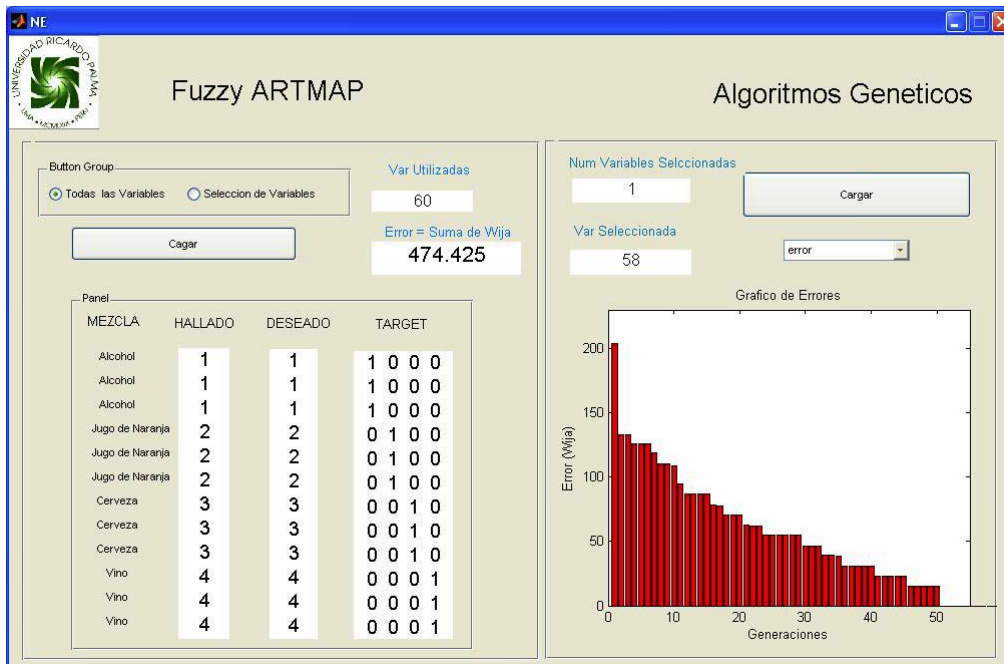 NE
UNIVERSIDAD RICARDO PALMA
LIMA • MCMLXIX • PERU
Fuzzy ARTMAP
Algoritmos Geneticos
Button Group
Todas las Variables
Seleccion de Variables
Cagar
Var Utilizadas
60
Error = Suma de Wija
474.425
Panel
MEZCLA HALLADO DESEADO TARGET
Alcohol 1 1 1 0 0 0
Alcohol 1 1 1 0 0 0
Alcohol 1 1 1 0 0 0
Jugo de Naranja 2 2 0 1 0 0
Jugo de Naranja 2 2 0 1 0 0
Jugo de Naranja 2 2 0 1 0 0
Cerveza 3 3 0 0 1 0
Cerveza 3 3 0 0 1 0
Cerveza 3 3 0 0 1 0
Vino 4 4 0 0 0 1
Vino 4 4 0 0 0 1
Vino 4 4 0 0 0 1
Num Variables Selccionadas
1
Cargar
Var Seleccionada
58
error
Grafico de Errores
Error (Wija)
200
150
100
50
0
0 10 20 30 40 50
Generaciones